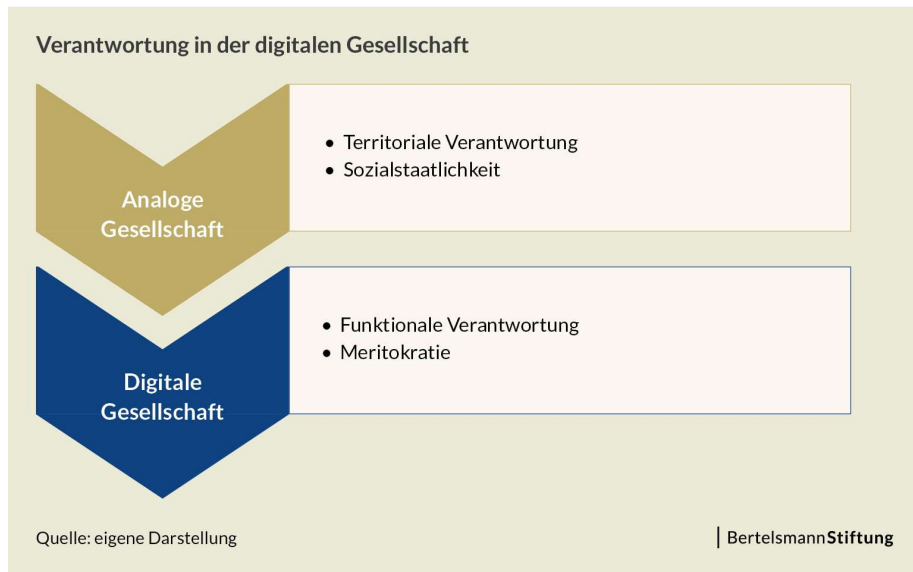 Verantwortung in der digitalen Gesellschaft
Analoge
Gesellschaft
• Territoriale Verantwortung
• Sozialstaatlichkeit
Digitale
Gesellschaft
• Funktionale Verantwortung
• Meritokratie
Quelle: eigene Darstellung
BertelsmannStiftung